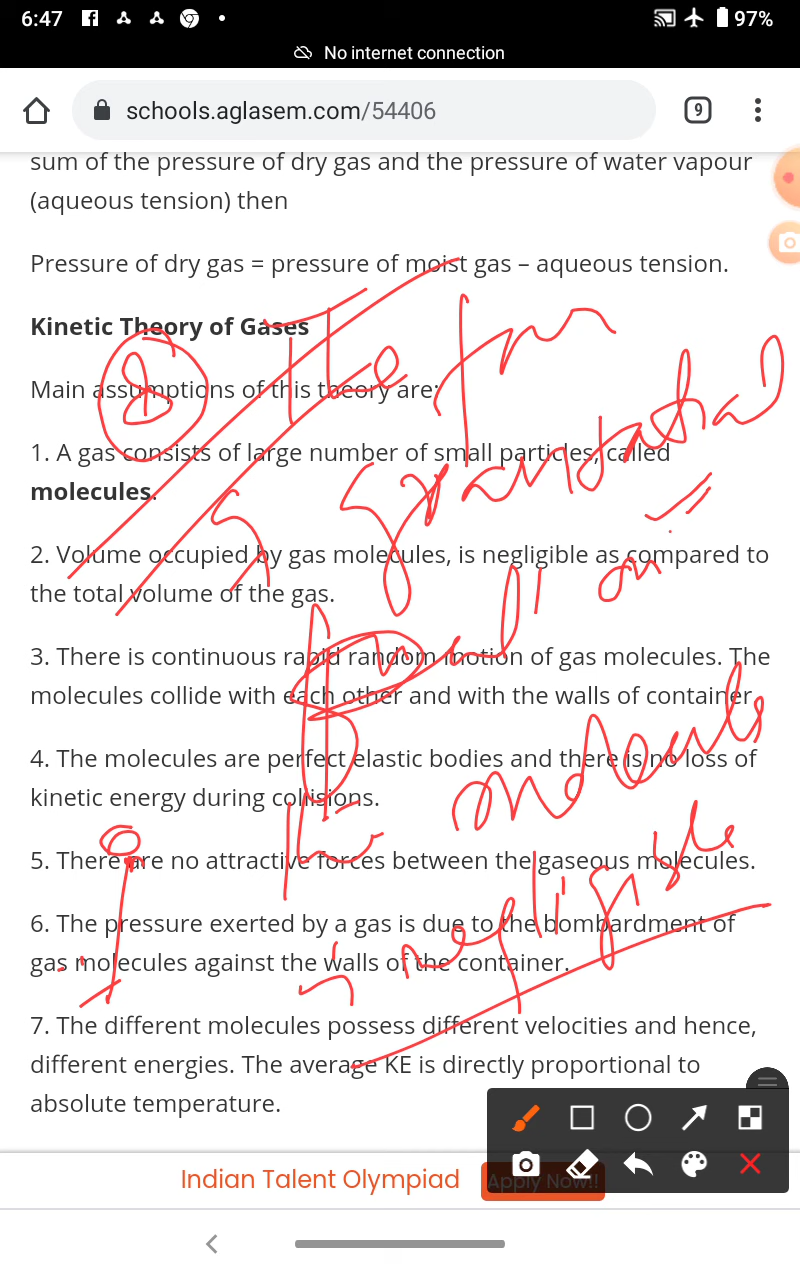 6:47
97%
No internet connection
schools.aglasem.com/54406
9
sum of the pressure of dry gas and the pressure of water vapour
(aqueous tension) then
Pressure of dry gas = pressure of moist gas – aqueous tension.
Kinetic Theory of Gases
Main assumptions of this theory are:
8 the for
1. A gas consists of large number of small particles, called
molecules.
gravitational
2. Volume occupied by gas molecules, is negligible as compared to
the total volume of the gas.
on
3. There is continuous rapid random motion of gas molecules. The
molecules collide with each other and with the walls of container.
4. The molecules are perfect elastic bodies and there is no loss of
kinetic energy during collisions.
molecules
5. There are no attractive forces between the gaseous molecules.
is negligible
6. The pressure exerted by a gas is due to the bombardment of
gas molecules against the walls of the container.
7. The different molecules possess different velocities and hence,
different energies. The average KE is directly proportional to
absolute temperature.
Indian Talent Olympiad
Apply Now!!